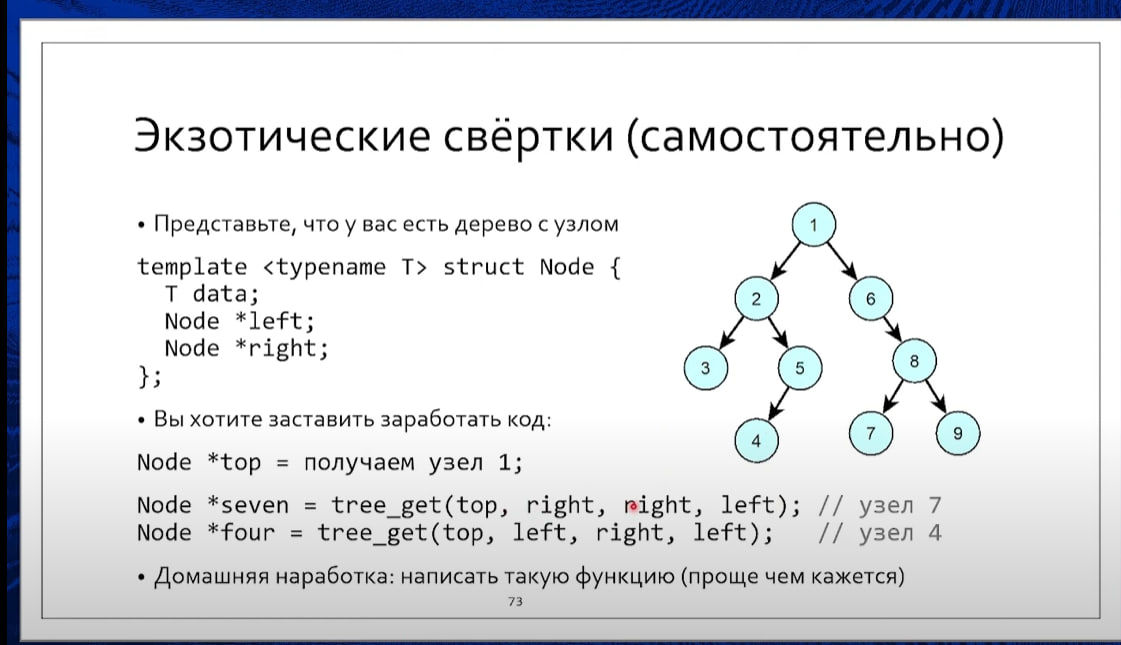 Экзотические свёртки (самостоятельно)
• Представьте, что у вас есть дерево с узлом
template <typename T> struct Node {
T data;
Node *left;
Node *right;
};
• Вы хотите заставить заработать код:
Node *top = получаем узел 1;
Node *seven = tree_get(top, right, right, left); // узел 7
Node *four = tree_get(top, left, right, left); // узел 4
• Домашняя наработка: написать такую функцию (проще чем кажется)
73
1
2
6
3
5
8
4
7
9